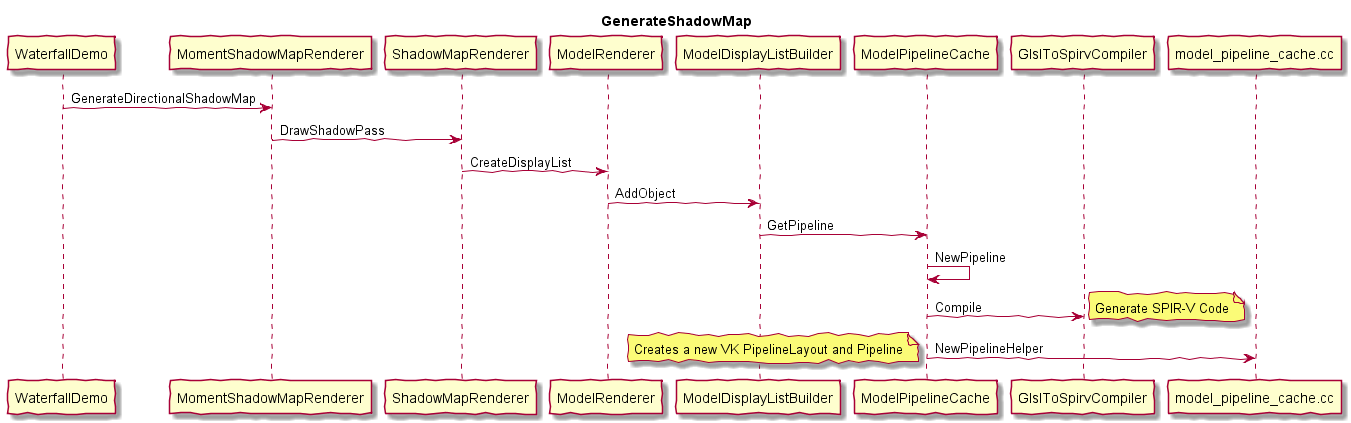 GenerateShadowMap
WaterfallDemo
MomentShadowMapRenderer
ShadowMapRenderer
ModelRenderer
ModelDisplayListBuilder
ModelPipelineCache
GlslToSpirvCompiler
model_pipeline_cache.cc
GenerateDirectionalShadowMap
DrawShadowPass
CreateDisplayList
AddObject
GetPipeline
NewPipeline
Compile
Generate SPIR-V Code
Creates a new VK PipelineLayout and Pipeline
NewPipelineHelper
WaterfallDemo
MomentShadowMapRenderer
ShadowMapRenderer
ModelRenderer
ModelDisplayListBuilder
ModelPipelineCache
GlslToSpirvCompiler
model_pipeline_cache.cc